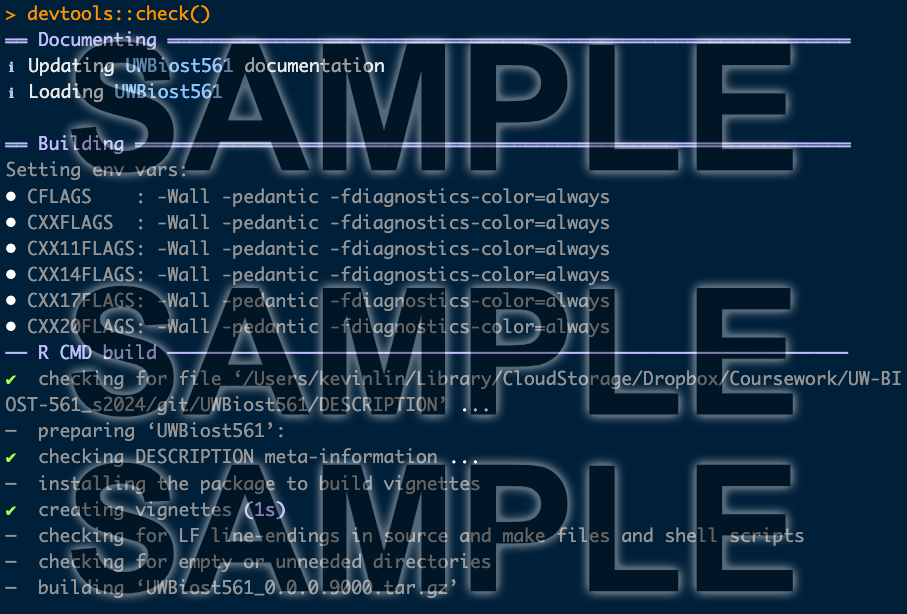 > devtools::check()
══ Documenting ══════════════════════════════════════
ℹ Updating UWBiost561 documentation
ℹ Loading UWBiost561
══ Building ══════════════════════════════════════
Setting env vars:
● CFLAGS   : -Wall -pedantic -fdiagnostics-color=always
● CXXFLAGS  : -Wall -pedantic -fdiagnostics-color=always
● CXX11FLAGS: -Wall -pedantic -fdiagnostics-color=always
● CXX14FLAGS: -Wall -pedantic -fdiagnostics-color=always
● CXX17FLAGS: -Wall -pedantic -fdiagnostics-color=always
● CXX20FLAGS: -Wall -pedantic -fdiagnostics-color=always
── R CMD build ──────────────────────────────────────
✔  checking for file ‘/Users/kevinlin/Library/CloudStorage/Dropbox/Coursework/UW-BI
OST-561_s2024/git/UWBiost561/DESCRIPTION’ ...
─  preparing ‘UWBiost561’:
✔  checking DESCRIPTION meta-information ...
─  installing the package to build vignettes
✔  creating vignettes (1s)
─  checking for LF line-endings in source and make files and shell scripts
─  checking for empty or unneeded directories
─  building ‘UWBiost561_0.0.0.9000.tar.gz’
SAMPLE
SAMPLE
SAMPLE